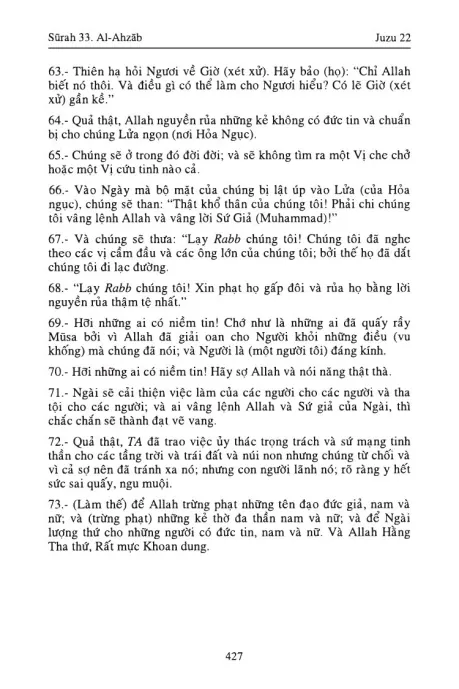 Sūrah 33. Al-Ahzāb
Juzu 22
63.- Thiên hạ hỏi Ngươi về Giờ (xét xử). Hãy bảo (họ): “Chỉ Allah
biết nó thôi. Và điều gì có thể làm cho Ngươi hiểu? Có lẽ Giờ (xét
xử) gần kề.”
64.- Quả thật, Allah nguyền rủa những kẻ không có đức tin và chuẩn
bị cho chúng Lửa ngọn (nơi Hỏa Ngục).
65.- Chúng sẽ ở trong đó đời đời; và sẽ không tìm ra một Vị che chở
hoặc một Vị cứu tinh nào cả.
66.- Vào Ngày mà bộ mặt của chúng bị lật úp vào Lửa (của Hỏa
ngục), chúng sẽ than: “Thật khổ thân của chúng tôi! Phải chi chúng
tôi vâng lệnh Allah và vâng lời Sứ Giả (Muhammad)!”
67.- Và chúng sẽ thưa: “Lạy Rabb chúng tôi! Chúng tôi đã nghe
theo các vị cầm đầu và các ông lớn của chúng tôi; bởi thế họ đã dắt
chúng tôi đi lạc đường.
68.- “Lạy Rabb chúng tôi! Xin phạt họ gấp đôi và rủa họ bằng lời
nguyền rủa thậm tệ nhất.”
69.- Hỡi những ai có niềm tin! Chớ như là những ai đã quấy rầy
Mūsa bởi vì Allah đã giải oan cho Người khỏi những điều (vu
khống) mà chúng đã nói; và Người là (một người tôi) đáng kính.
70.- Hỡi những ai có niềm tin! Hãy sợ Allah và nói năng thật thà.
71.- Ngài sẽ cải thiện việc làm của các người cho các người và tha
tội cho các người; và ai vâng lệnh Allah và Sứ giả của Ngài, thì
chắc chắn sẽ thành đạt vẻ vang.
72.- Quả thật, TA đã trao việc ủy thác trọng trách và sứ mạng tinh
thần cho các tầng trời và trái đất và núi non nhưng chúng từ chối và
vì cả sợ nên đã tránh xa nó; nhưng con người lãnh nó; rõ ràng y hết
sức sai quấy, ngu muội.
73.- (Làm thế) để Allah trừng phạt những tên đạo đức giả, nam và
nữ; và (trừng phạt) những kẻ thờ đa thần nam và nữ; và để Ngài
lượng thứ cho những người có đức tin, nam và nữ. Và Allah Hằng
Tha thứ, Rất mực Khoan dung.
427